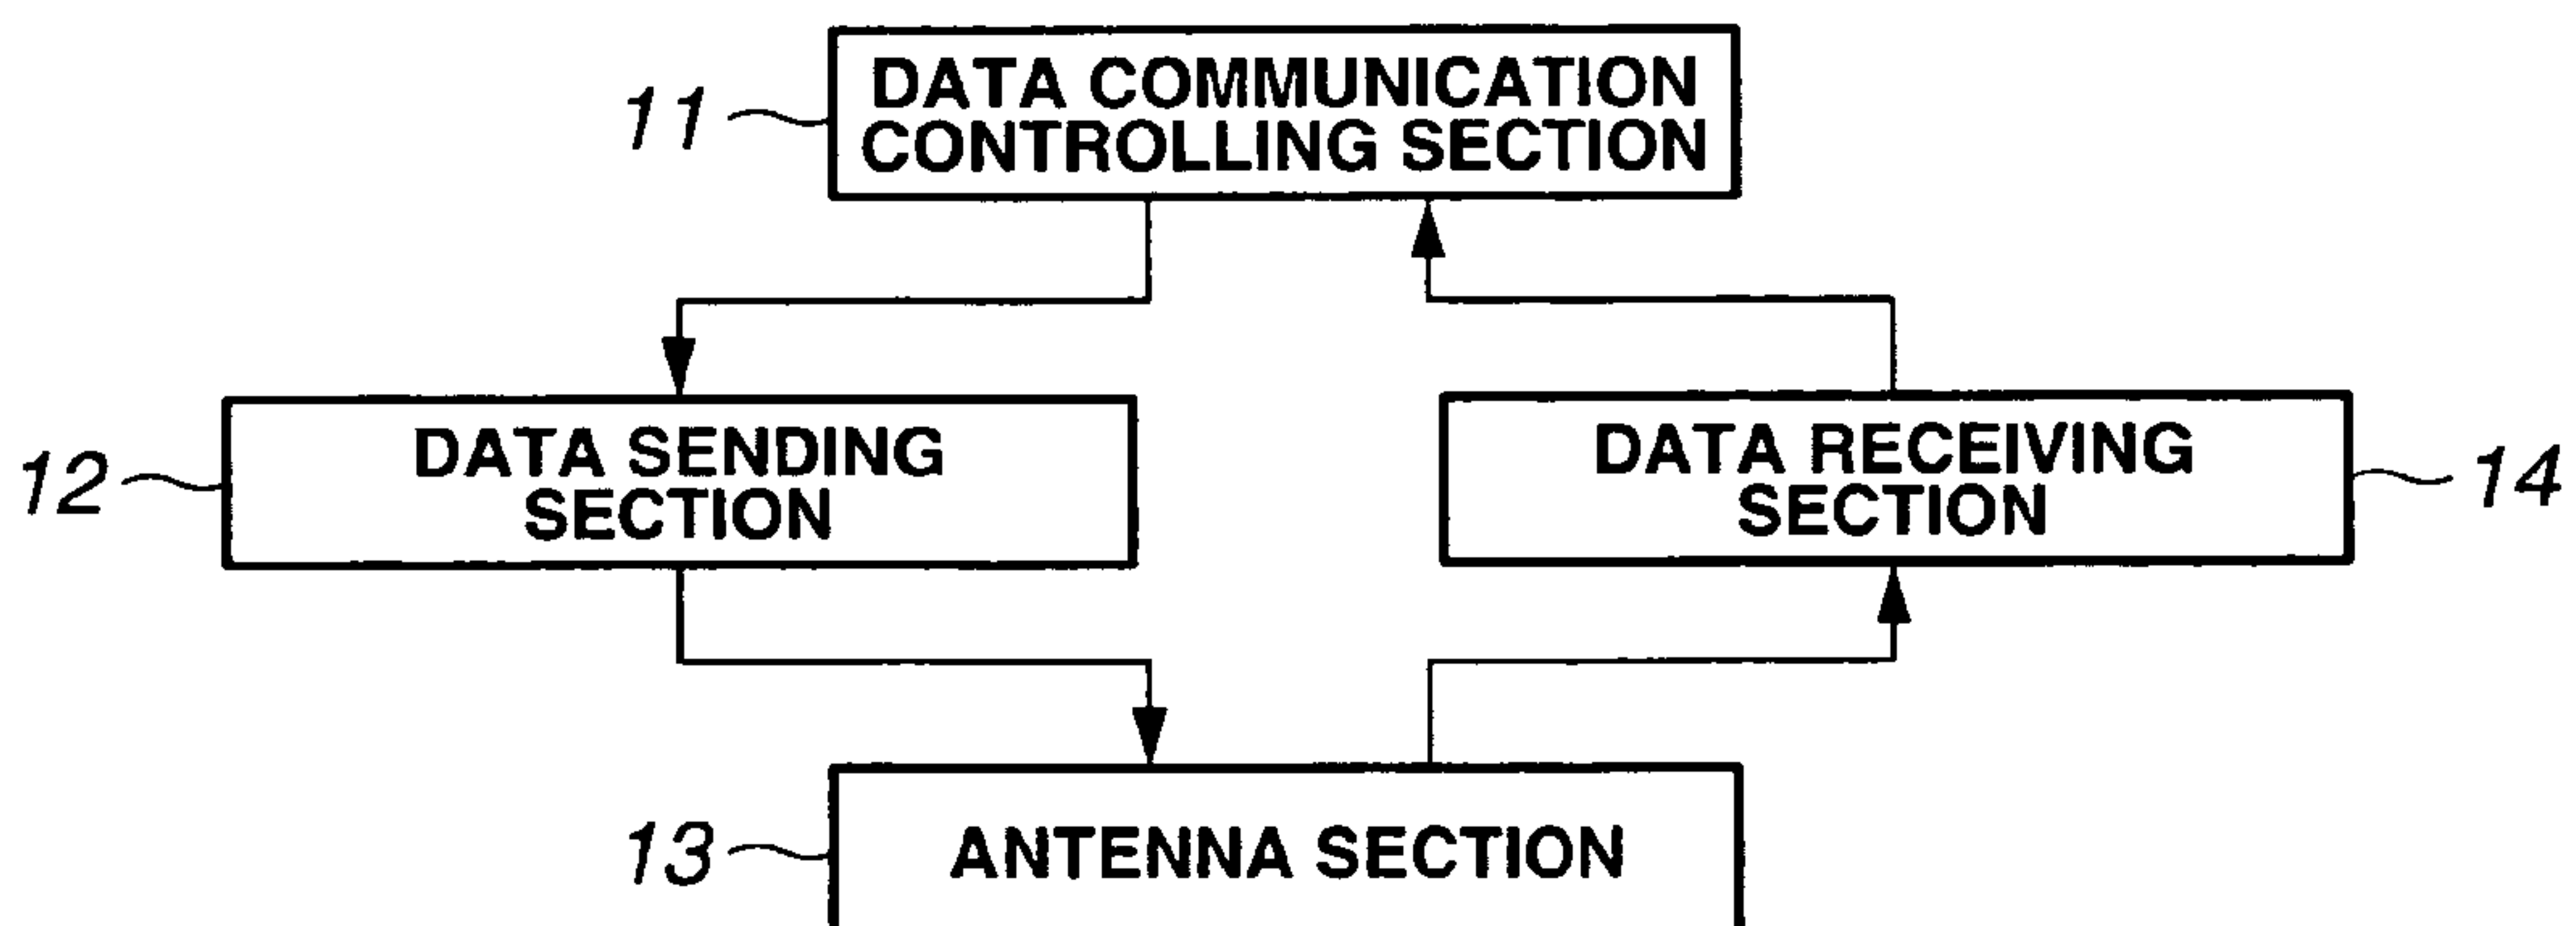 11
DATA COMMUNICATION
CONTROLLING SECTION
12
DATA SENDING
SECTION
DATA RECEIVING
SECTION
14
13
ANTENNA SECTION